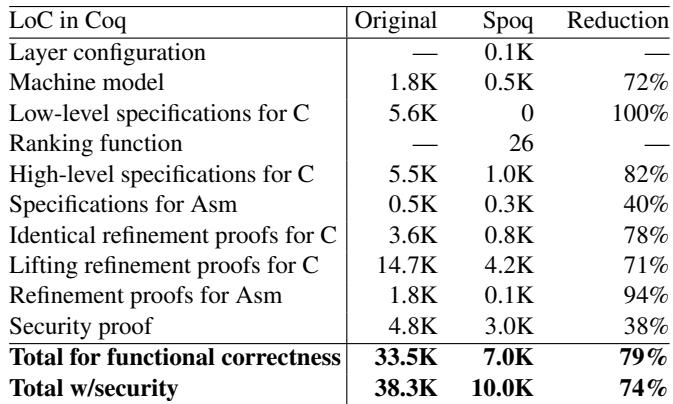 LoC in Coq Original Spoq Reduction
Layer configuration — 0.1K —
Machine model 1.8K 0.5K 72%
Low-level specifications for C 5.6K 0 100%
Ranking function — 26 —
High-level specifications for C 5.5K 1.0K 82%
Specifications for Asm 0.5K 0.3K 40%
Identical refinement proofs for C 3.6K 0.8K 78%
Lifting refinement proofs for C 14.7K 4.2K 71%
Refinement proofs for Asm 1.8K 0.1K 94%
Security proof 4.8K 3.0K 38%
Total for functional correctness 33.5K 7.0K 79%
Total w/security 38.3K 10.0K 74%